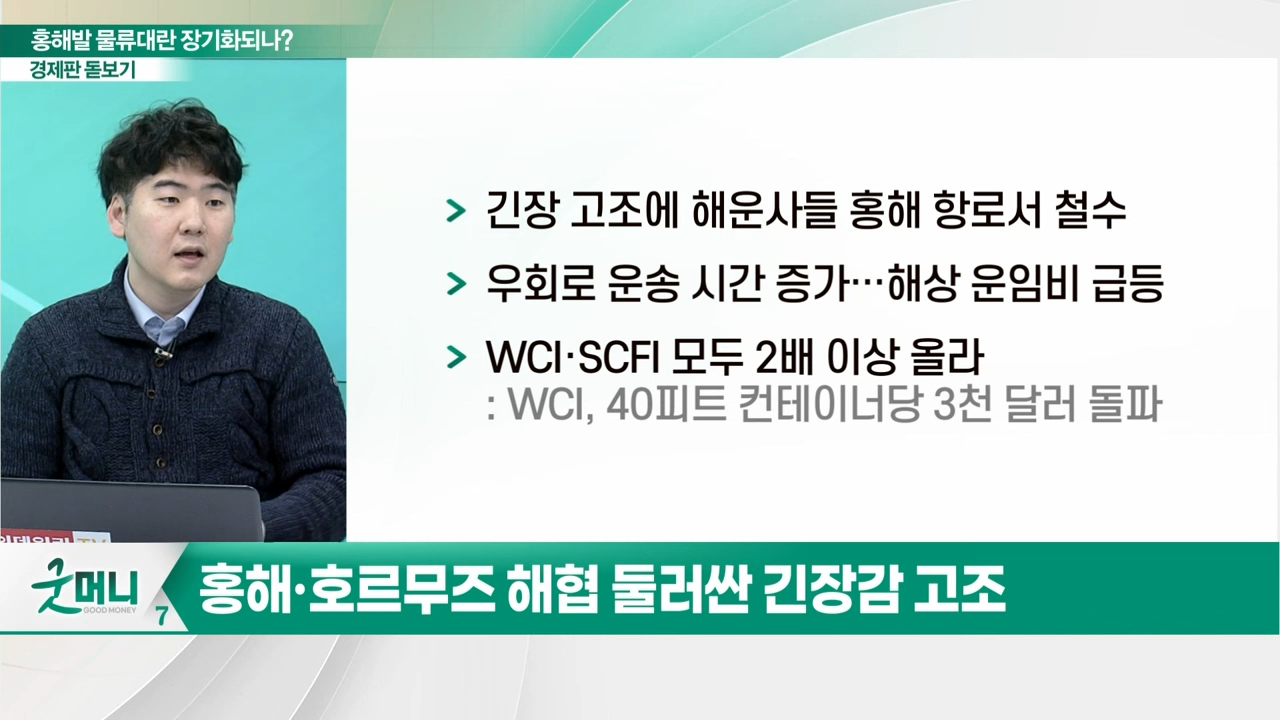 홍해발 물류대란 장기화되나?
경제판 돋보기
> 긴장 고조에 해운사들 홍해 항로서 철수
> 우회로 운송 시간 증가…해상 운임비 급등
> WCI·SCFI 모두 2배 이상 올라
: WCI, 40피트 컨테이너당 3천 달러 돌파
굿머니
GOOD MONEY
7
홍해·호르무즈 해협 둘러싼 긴장감 고조